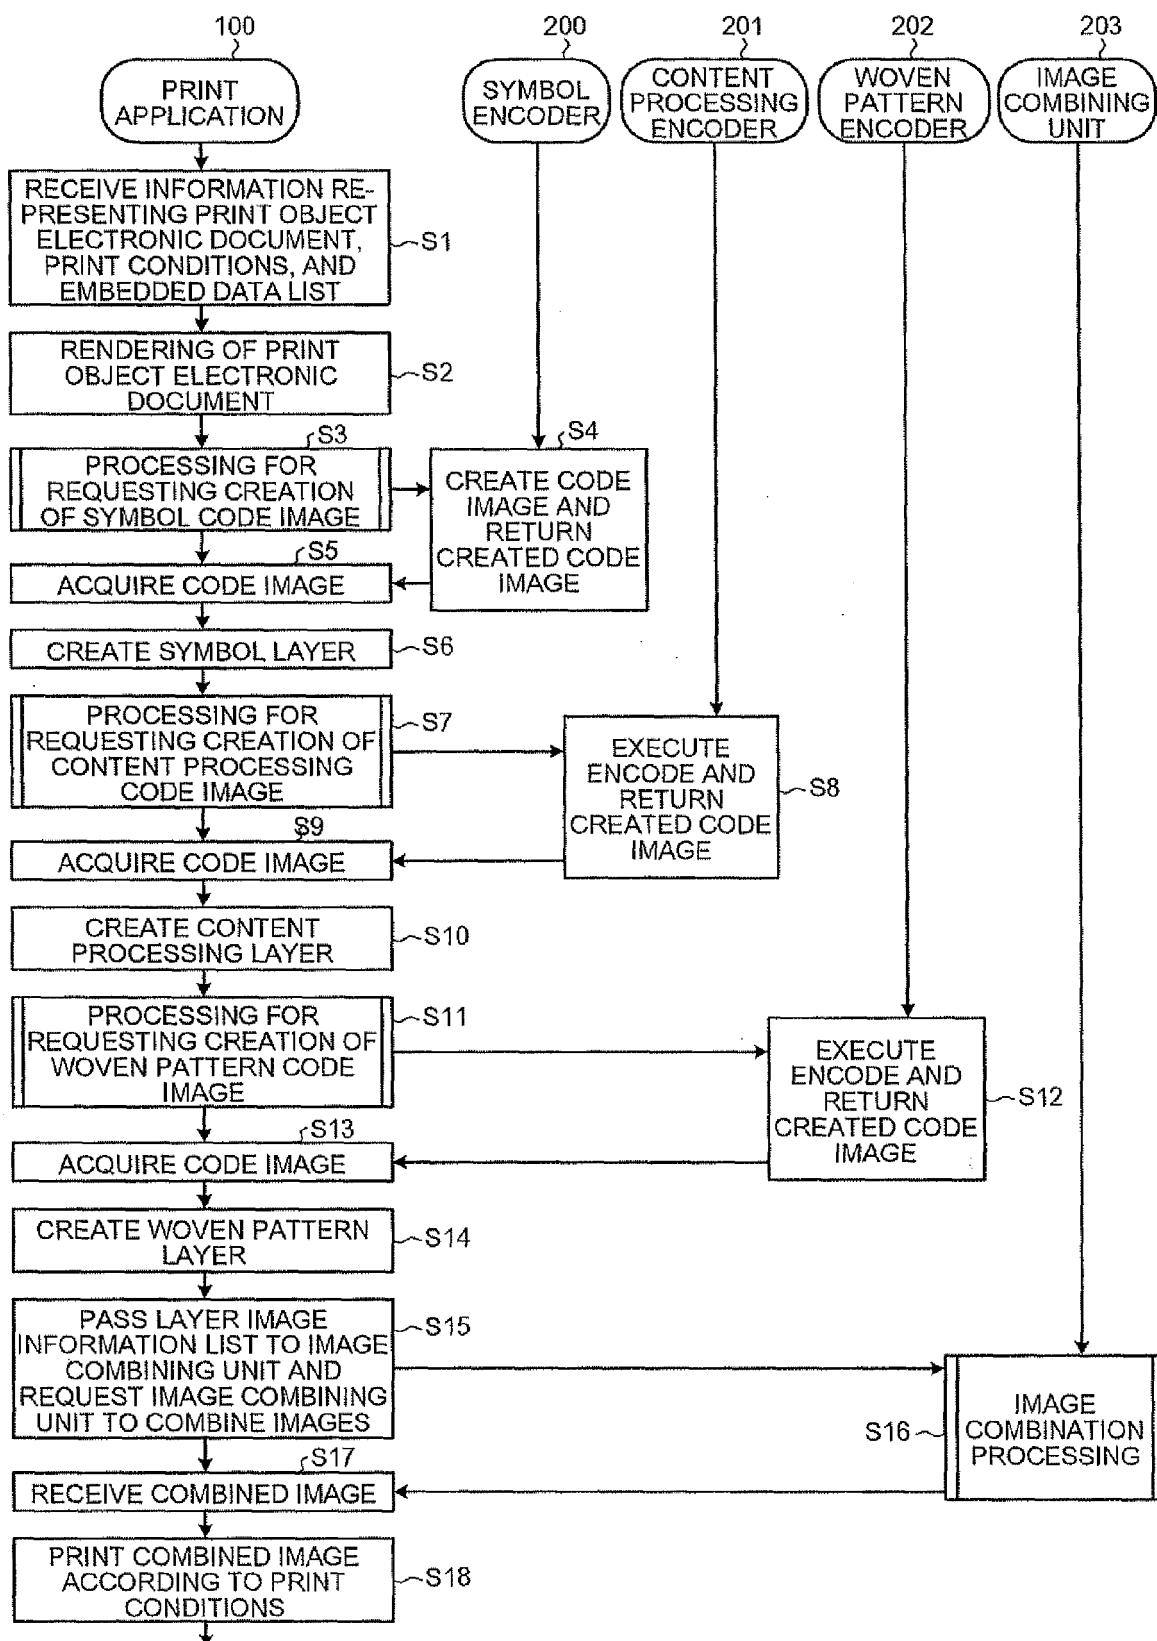 100
200
201
202
203
PRINT
APPLICATION
SYMBOL
ENCODER
CONTENT
PROCESSING
ENCODER
WOVEN
PATTERN
ENCODER
IMAGE
COMBINING
UNIT
RECEIVE INFORMATION RE-
PRESENTING PRINT OBJECT
ELECTRONIC DOCUMENT,
PRINT CONDITIONS, AND
EMBEDDED DATA LIST
S1
RENDERING OF PRINT
OBJECT ELECTRONIC
DOCUMENT
S2
S3
PROCESSING FOR
REQUESTING CREATION
OF SYMBOL CODE IMAGE
S4
CREATE CODE
IMAGE AND
RETURN
CREATED CODE
IMAGE
S5
ACQUIRE CODE IMAGE
CREATE SYMBOL LAYER
S6
PROCESSING FOR
REQUESTING CREATION OF
CONTENT PROCESSING
CODE IMAGE
S7
EXECUTE
ENCODE AND
RETURN
CREATED CODE
IMAGE
S8
S9
ACQUIRE CODE IMAGE
CREATE CONTENT
PROCESSING LAYER
S10
PROCESSING FOR
REQUESTING CREATION OF
WOVEN PATTERN CODE
IMAGE
S11
EXECUTE
ENCODE AND
RETURN
CREATED CODE
IMAGE
S12
S13
ACQUIRE CODE IMAGE
CREATE WOVEN PATTERN
LAYER
S14
PASS LAYER IMAGE
INFORMATION LIST TO IMAGE
COMBINING UNIT AND
REQUEST IMAGE COMBINING
UNIT TO COMBINE IMAGES
S15
S16
IMAGE
COMBINATION
PROCESSING
S17
RECEIVE COMBINED IMAGE
PRINT COMBINED IMAGE
ACCORDING TO PRINT
CONDITIONS
S18